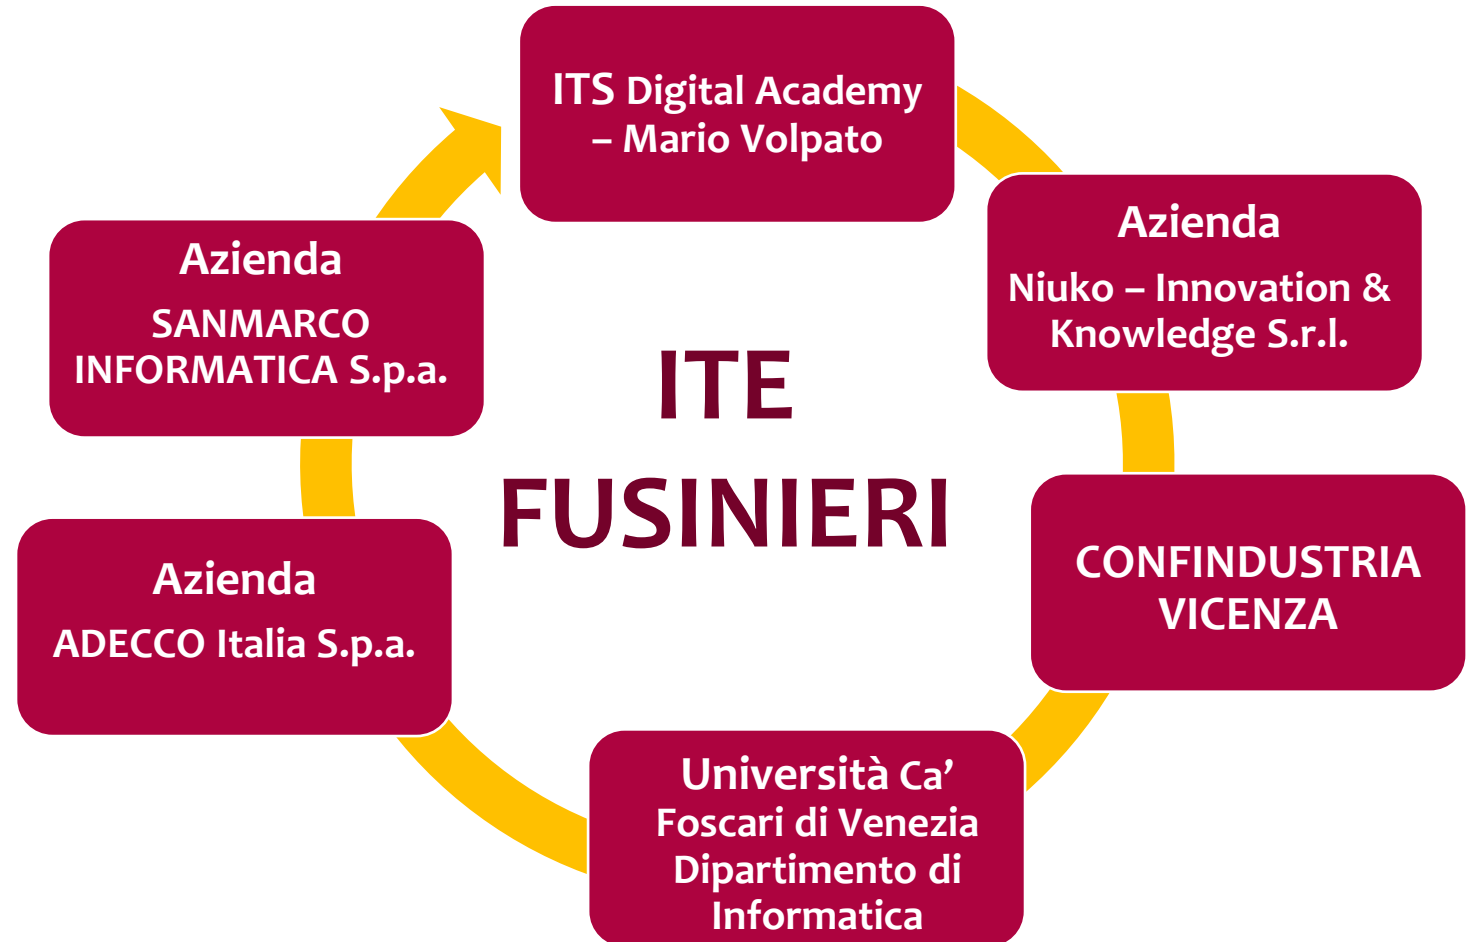 ITS Digital Academy
– Mario Volpato
Azienda
Niuko – Innovation &
Knowledge S.r.l.
CONFINDUSTRIA
VICENZA
Università Ca’
Foscari di Venezia
Dipartimento di
Informatica
Azienda
ADECCO Italia S.p.a.
Azienda
SANMARCO
INFORMATICA S.p.a.
ITE
FUSINIERI